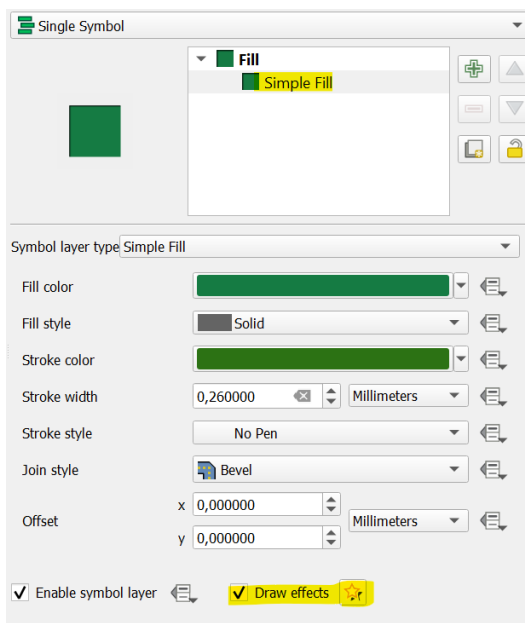 Single Symbol
Fill
Simple Fill
Symbol layer type Simple Fill
Fill color
Fill style Solid
Stroke color
Stroke width 0,260000 Millimeters
Stroke style No Pen
Join style Bevel
Offset x 0,000000 Millimeters
y 0,000000
Enable symbol layer Draw effects